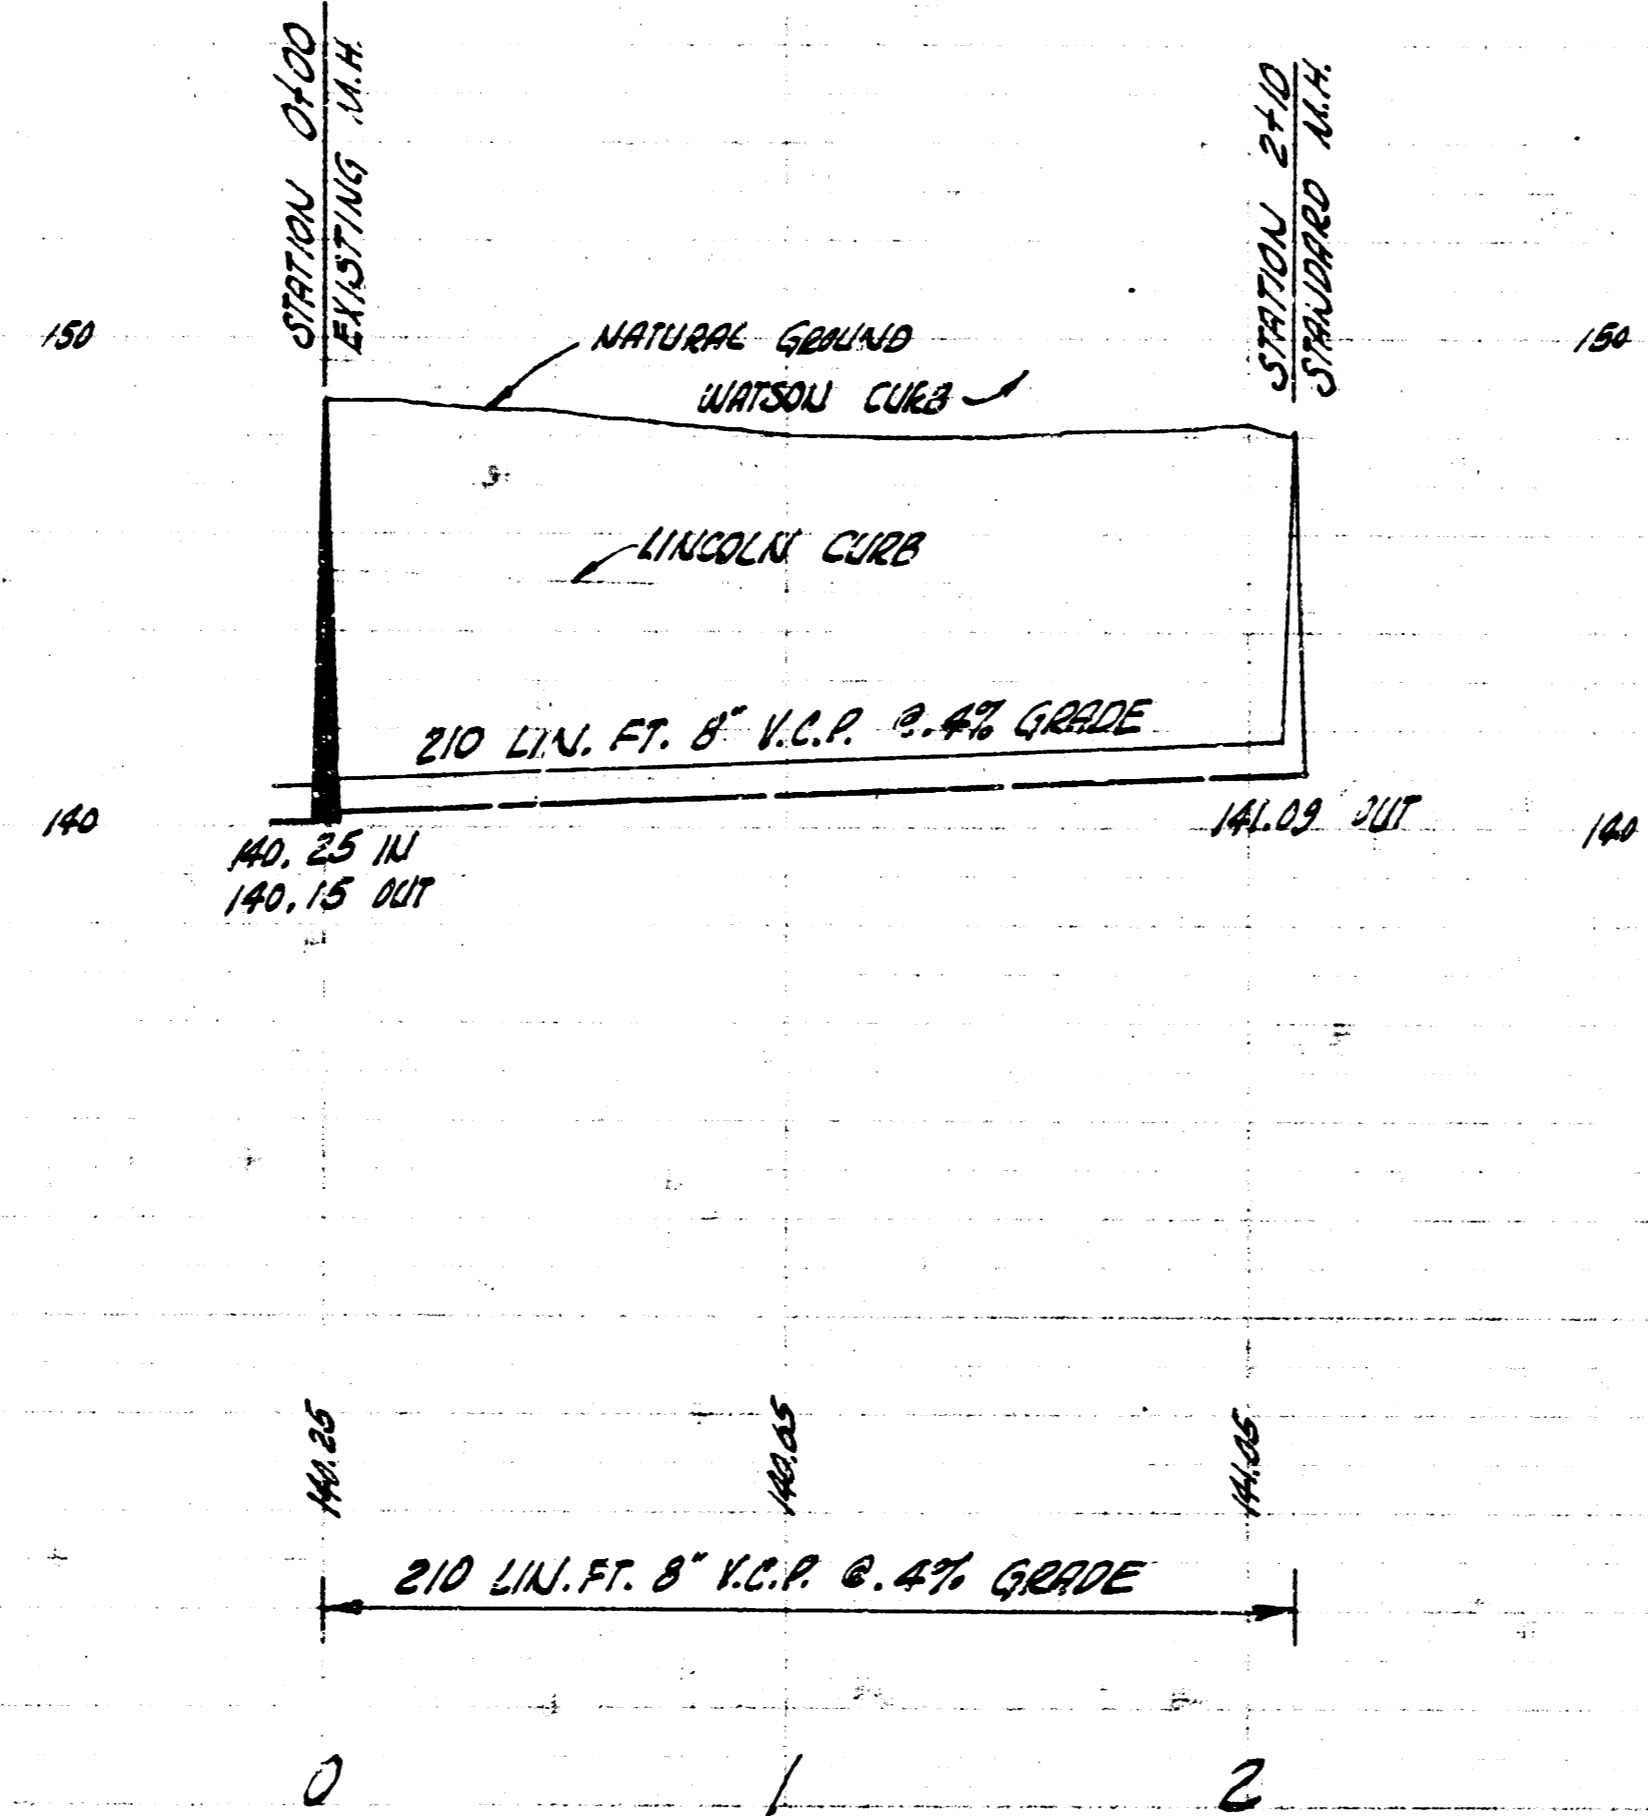 STATION 0+00
EXISTING M.H.
STATION 2+10
STANDARD M.H.
150
150
NATURAL GROUND
WATSON CURB
LINCOLN CURB
210 LIN. FT. 8" V.C.P. @ .4% GRADE
140
140
140.25 IN
140.15 OUT
141.09 OUT
140.25
140.65
141.05
210 LIN. FT. 8" V.C.P. @ .4% GRADE
0
1
2